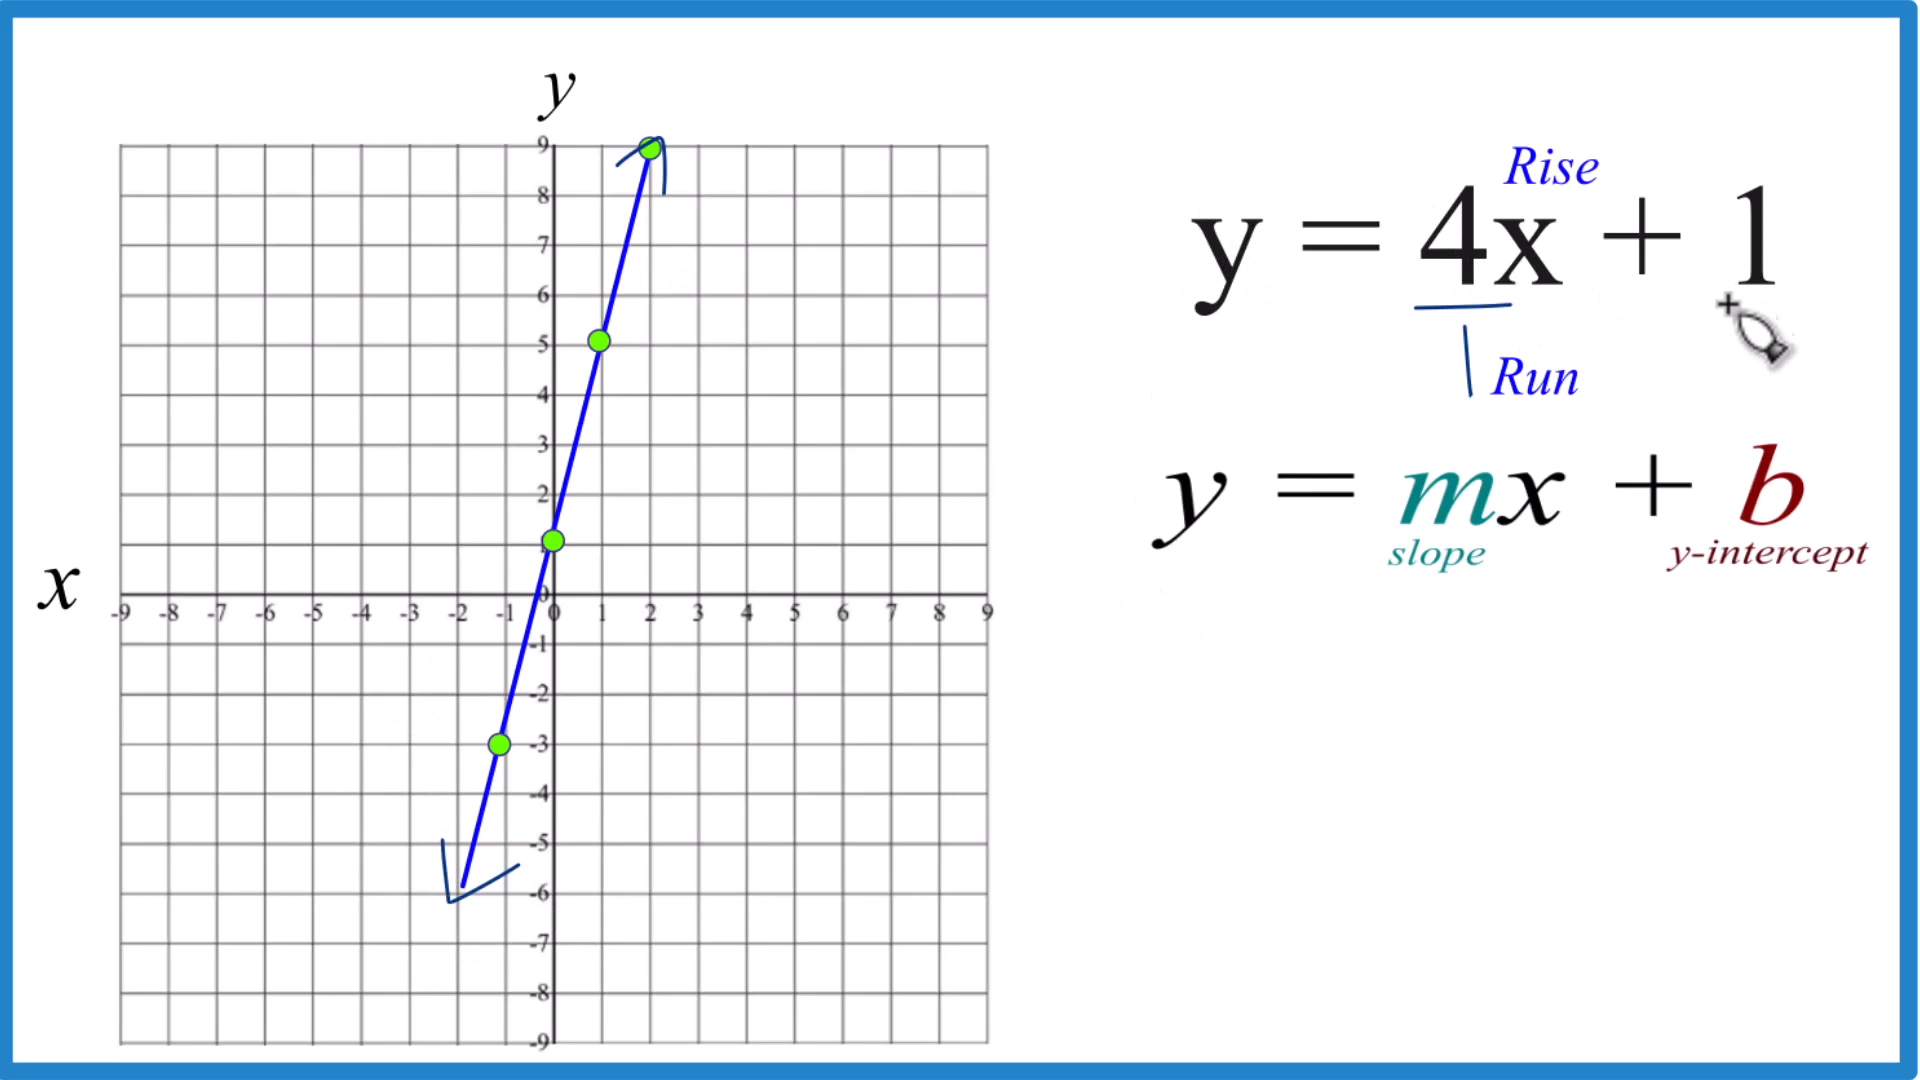 y
9
8
7
6
5
4
3
2
0
x
-9 -8 -7 -6 -5 -4 -3 -2 -1 0 1 2 3 4 5 6 7 8 9
-1
-2
-3
-4
-5
-6
-7
-8
-9
Rise
y = 4x + 1
1 Run
y = mx + b
slope y-intercept